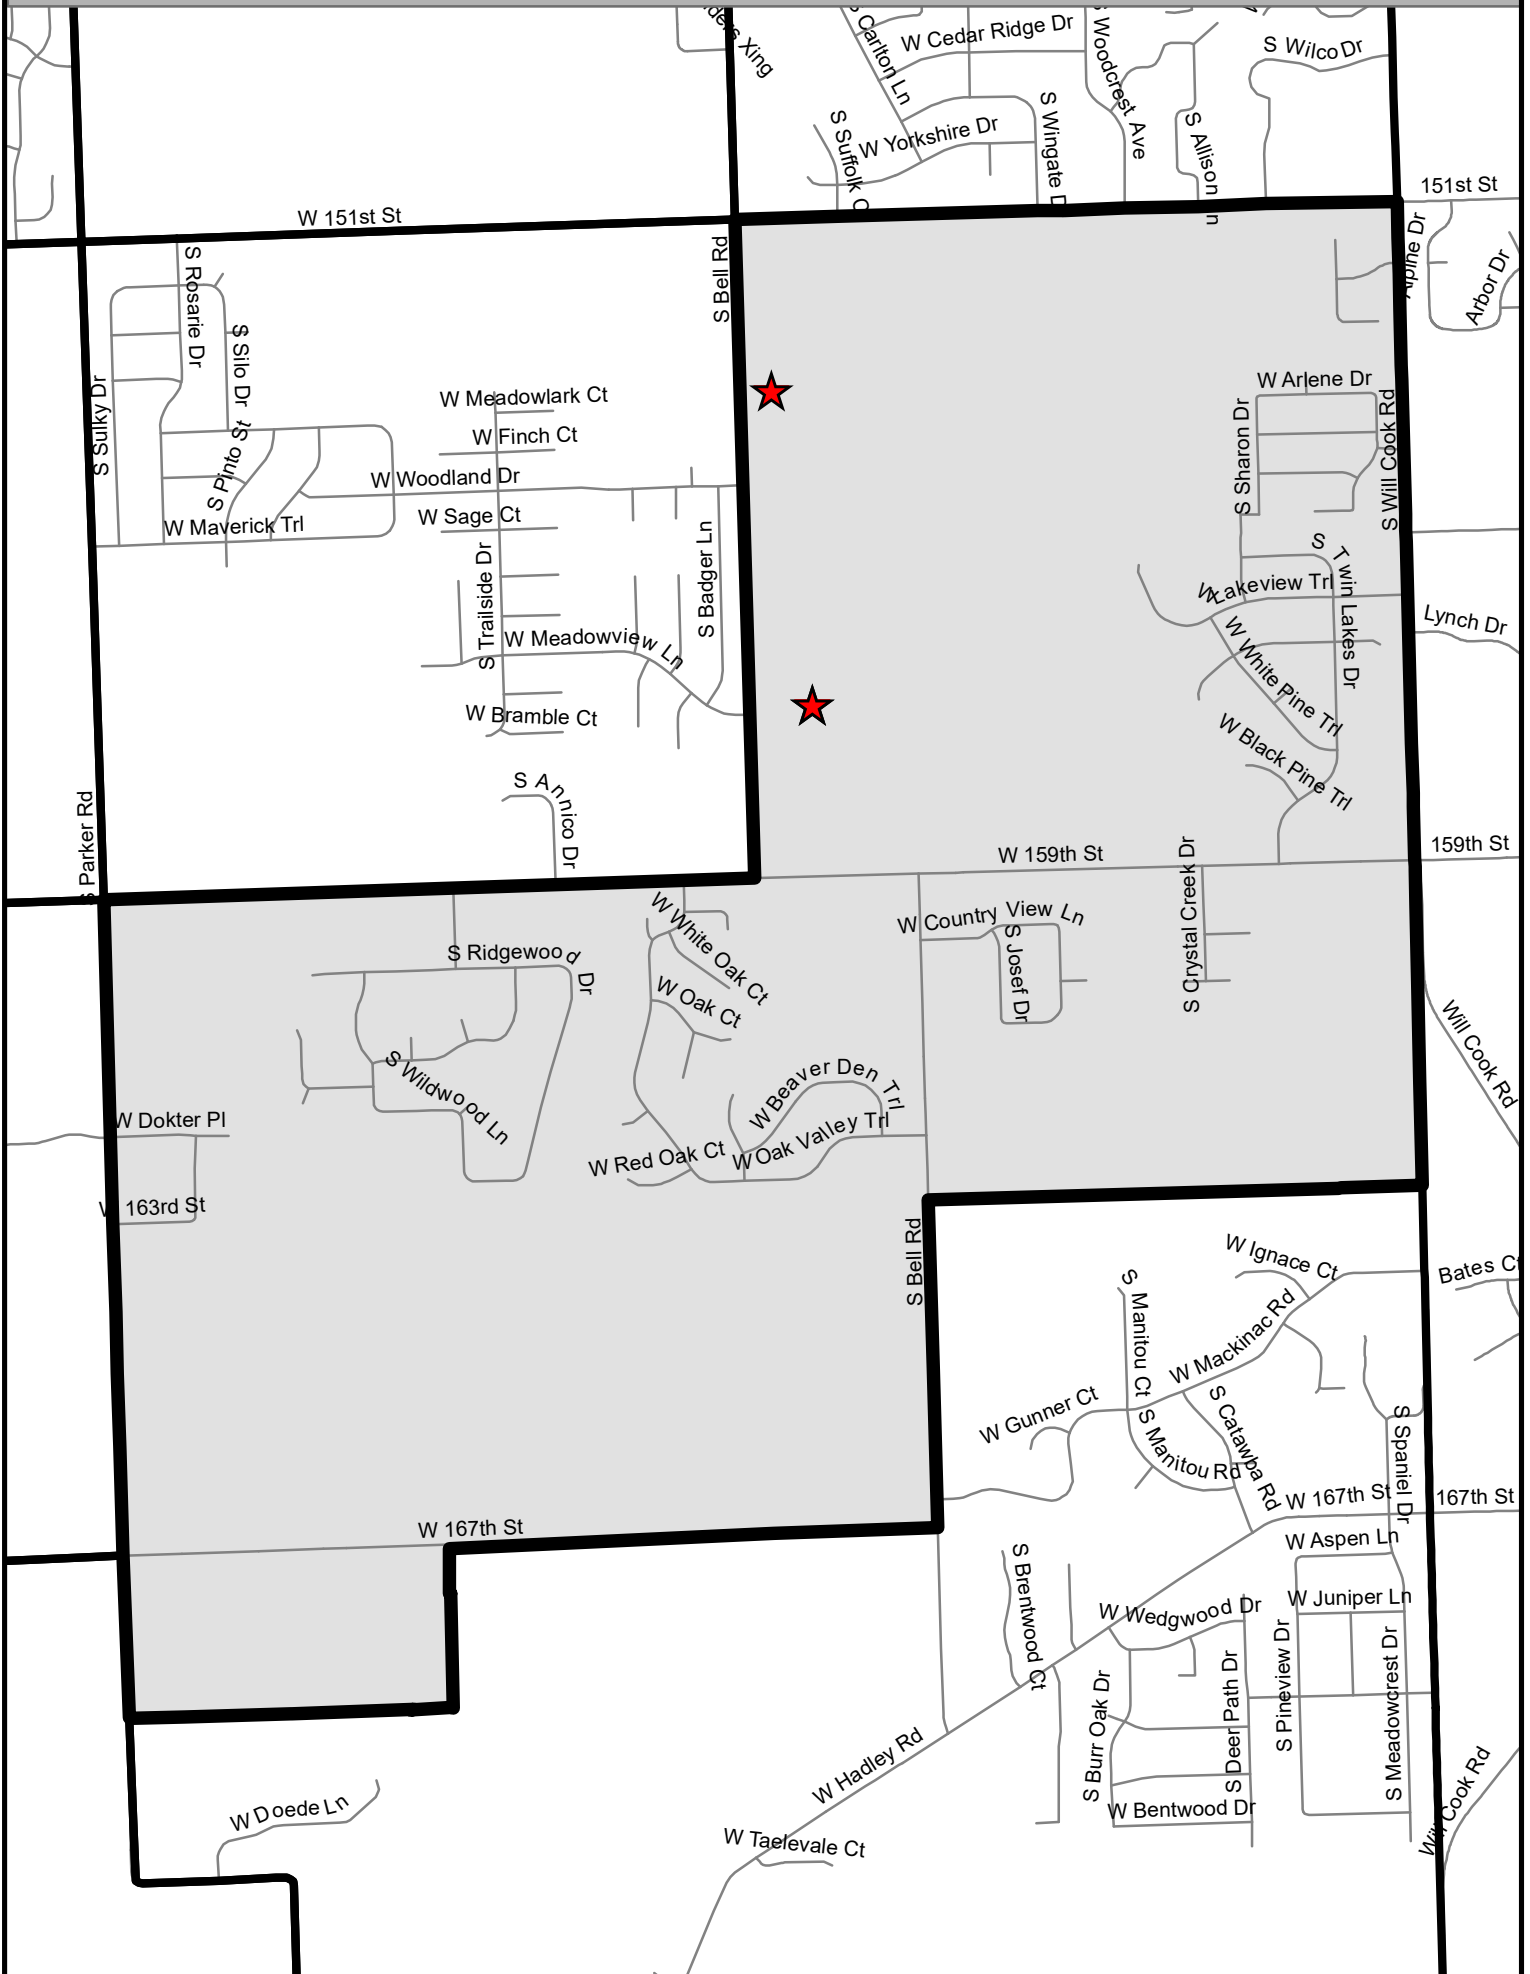 W Cedar Ridge Dr
S Carlton Ln
Xing
S Woodcrest Ave
S Wilco Dr
S Suffolk C
W Yorkshire Dr
S Wingate D
S Allison Ln
151st St
W 151st St
S Bell Rd
Alpine Dr
Arbor Dr
S Rosarie Dr
S Silo Dr
S Sulky Dr
S Pinto St
W Maverick Trl
W Meadowlark Ct
W Finch Ct
W Woodland Dr
W Sage Ct
S Trailside Dr
S Badger Ln
W Meadowview Ln
W Bramble Ct
S Annico Dr
S Parker Rd
W Arlene Dr
S Sharon Dr
S Will Cook Rd
S Twin Lakes Dr
W Lakeview Trl
Lynch Dr
W White Pine Trl
W Black Pine Trl
W 159th St
159th St
S Crystal Creek Dr
W Country View Ln
S Josef Dr
W White Oak Ct
W Oak Ct
S Ridgewood Dr
S Wildwood Ln
W Beaver Den Trl
W Oak Valley Trl
W Red Oak Ct
W Dokter Pl
W 163rd St
Will Cook Rd
S Bell Rd
W Ignace Ct
Bates Ct
S Manitou Ct
W Mackinac Rd
W Gunner Ct
S Manitou Rd
S Catawba Rd
S Spaniel Dr
W 167th St
W 167th St
167th St
W Aspen Ln
S Brentwood Ct
W Wedgwood Dr
W Juniper Ln
S Burr Oak Dr
S Deer Path Dr
S Pineview Dr
S Meadowcrest Dr
W Hadley Rd
W Bentwood Dr
W Doede Ln
W Taelevale Ct
Will Cook Rd